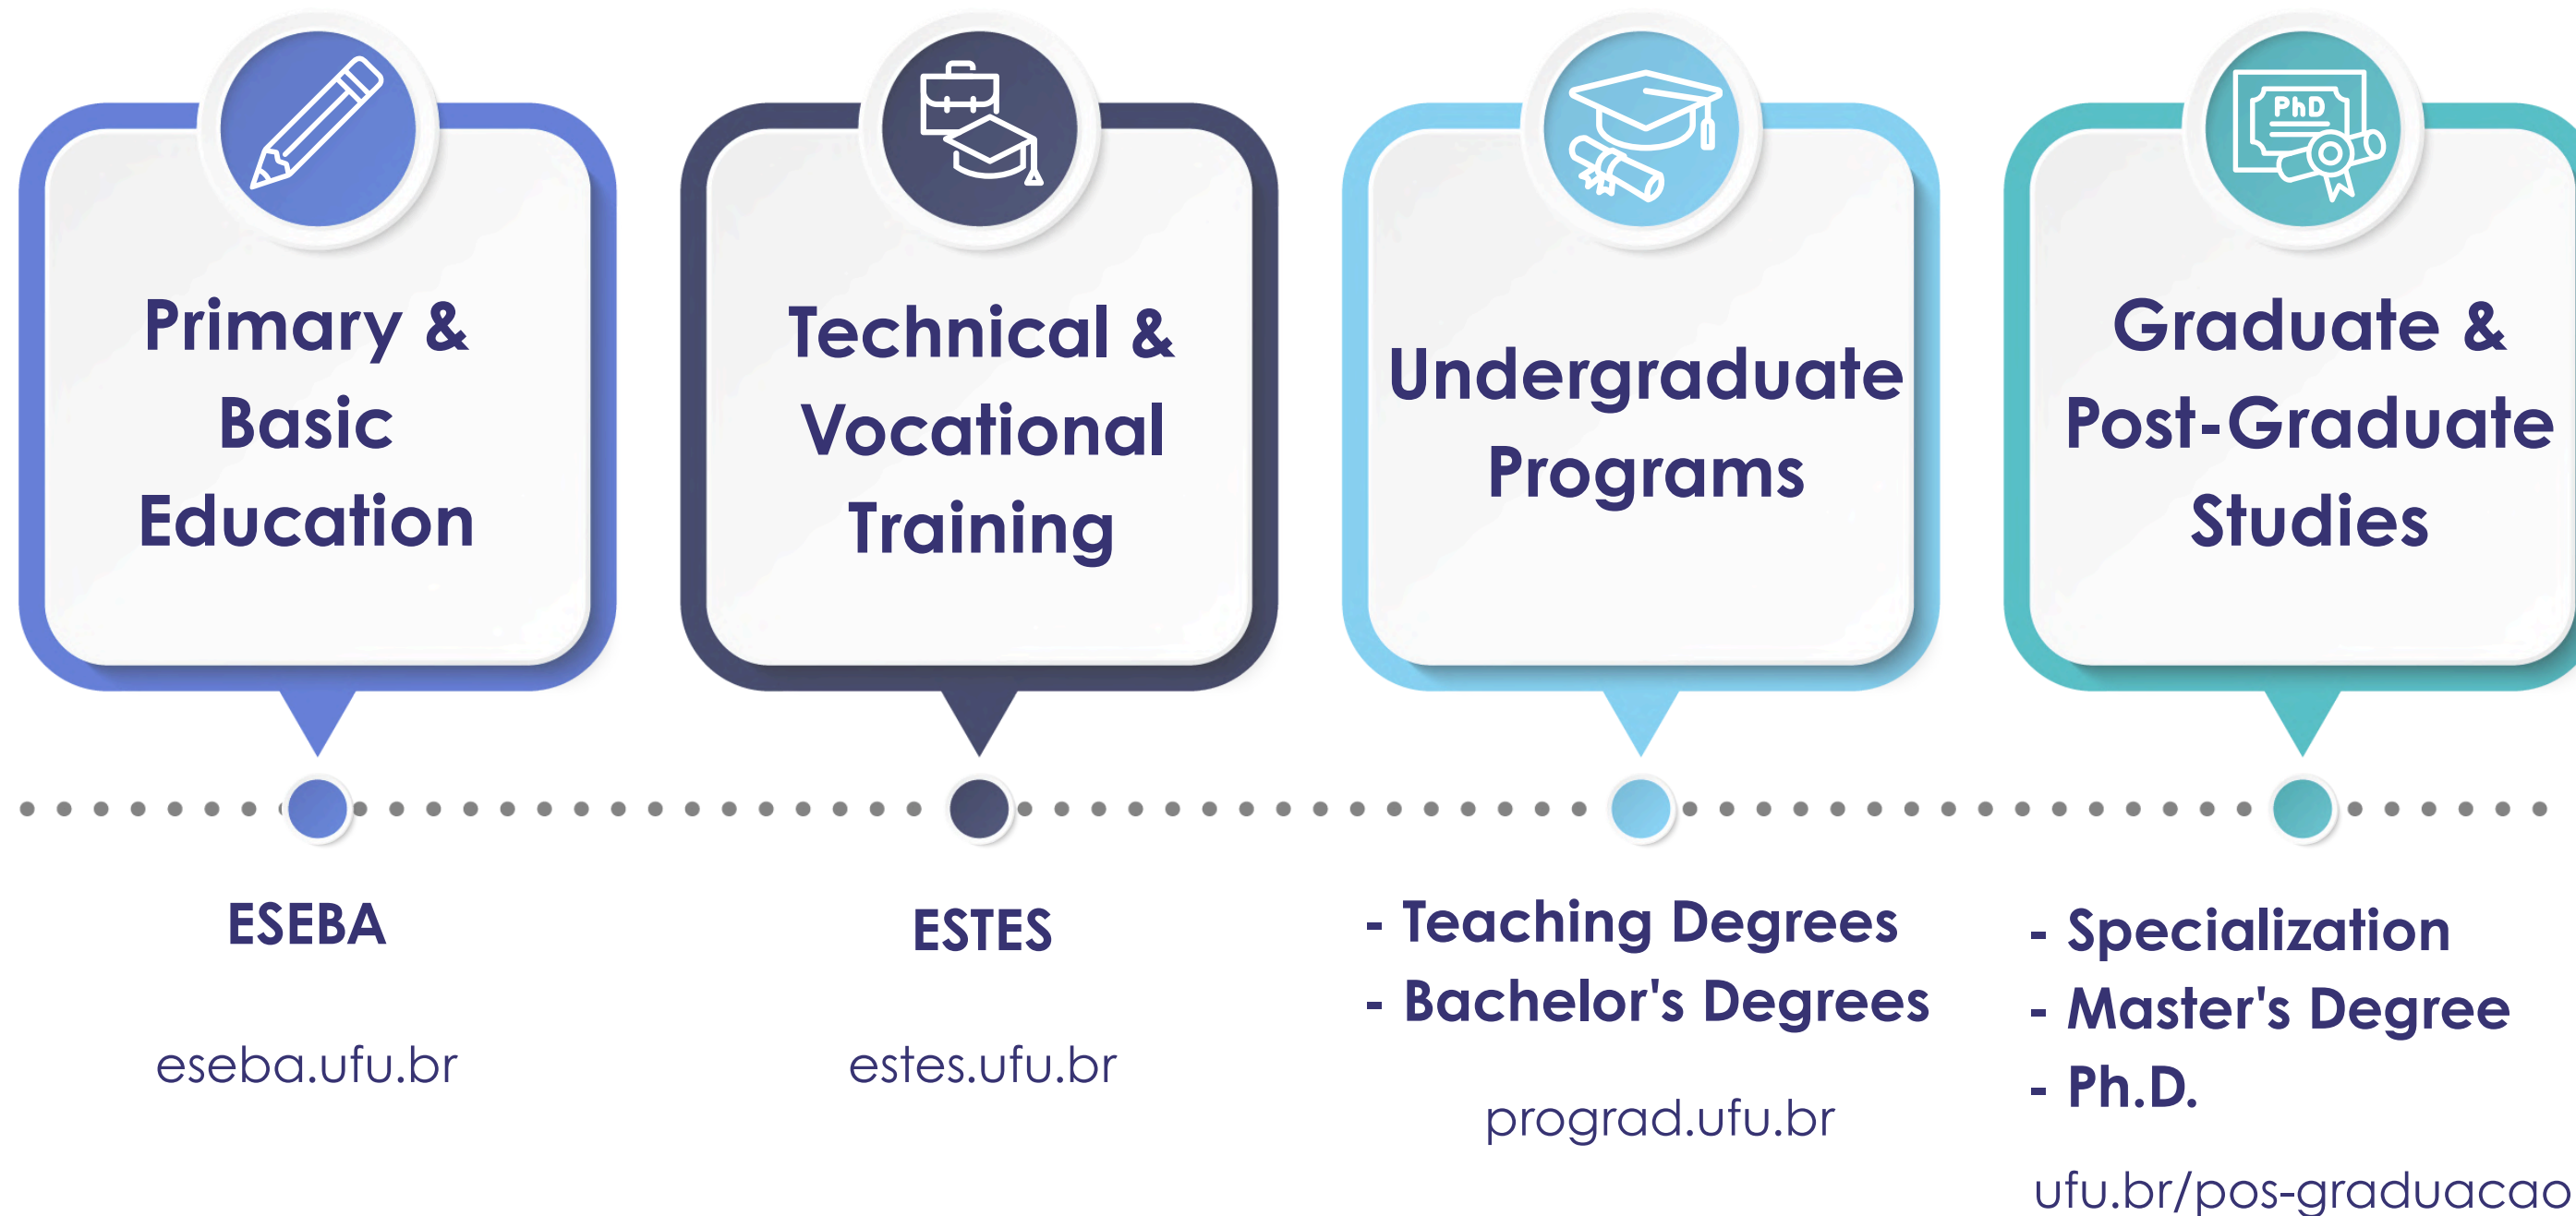 PhD
Primary &
Basic
Education
Technical &
Vocational
Training
Undergraduate
Programs
Graduate &
Post-Graduate
Studies
ESEBA
eseba.ufu.br
ESTES
estes.ufu.br
- Teaching Degrees
- Bachelor's Degrees
prograd.ufu.br
- Specialization
- Master's Degree
- Ph.D.
ufu.br/pos-graduacao